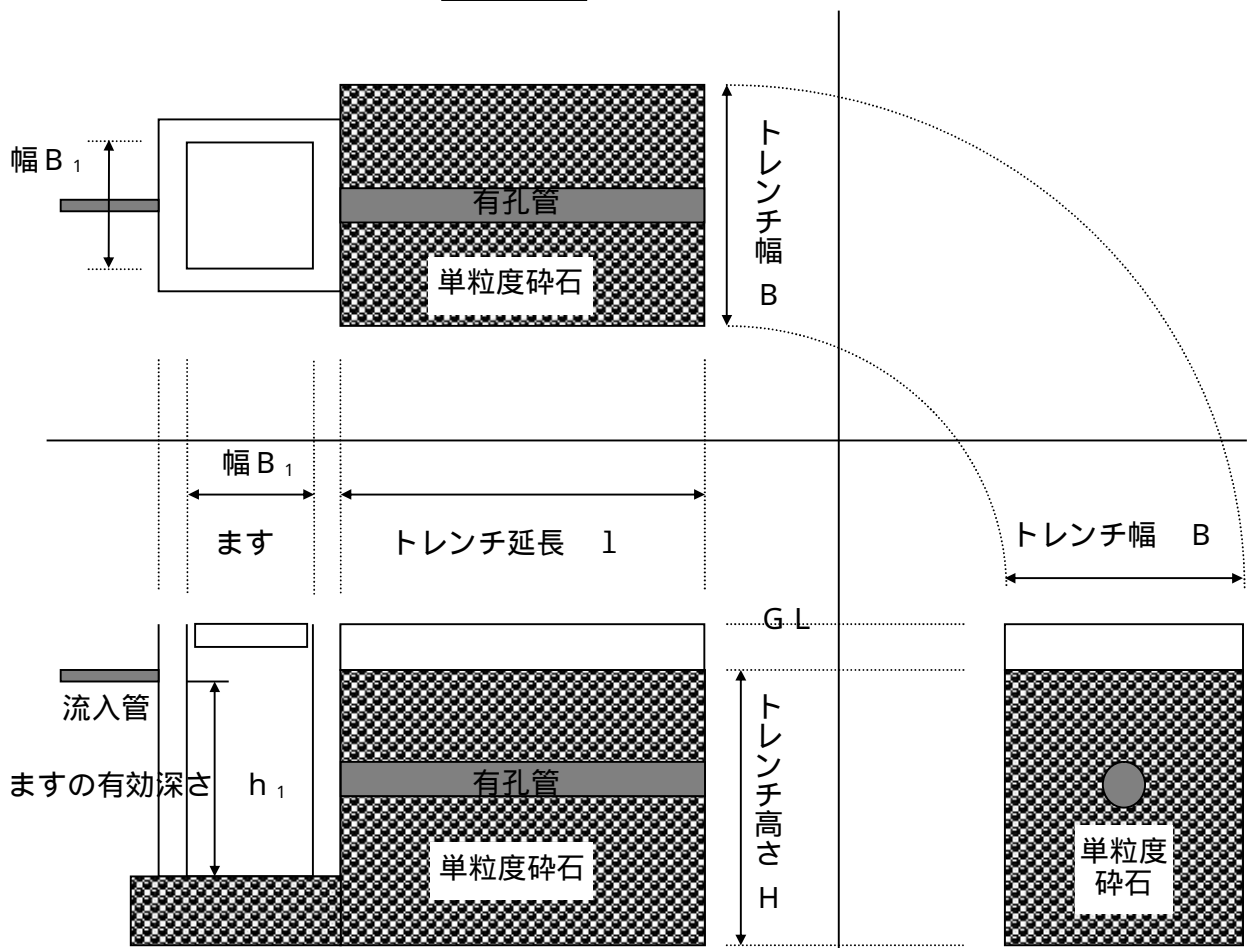 幅B₁
有孔管
単粒度砕石
トレンチ幅 B
幅B₁
ます
トレンチ延長 l
トレンチ幅 B
GL
流入管
ますの有効深さ h₁
有孔管
単粒度砕石
トレンチ高さ H
単粒度
砕石